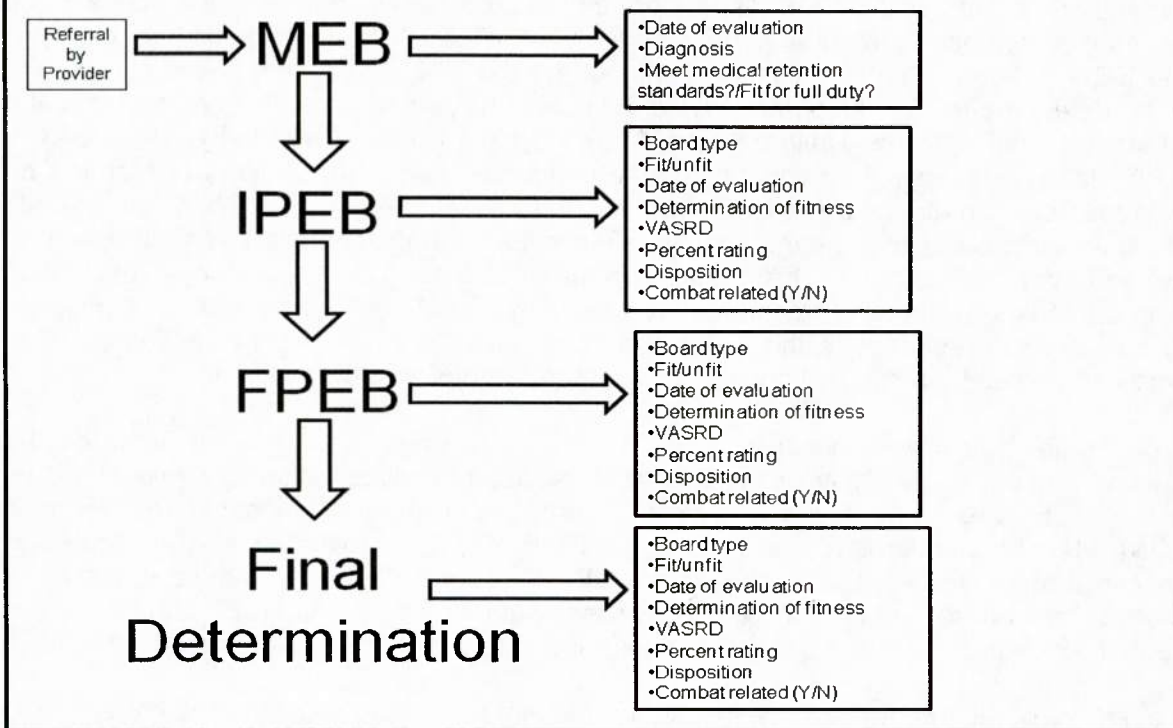 Referral
by
Provider
MEB
•Date of evaluation
•Diagnosis
•Meet medical retention
standards?/Fit for full duty?
IPEB
•Board type
•Fit/unfit
•Date of evaluation
•Determination of fitness
•VASRD
•Percent rating
•Disposition
•Combat related (Y/N)
FPEB
•Board type
•Fit/unfit
•Date of evaluation
•Determination of fitness
•VASRD
•Percent rating
•Disposition
•Combat related (Y/N)
Final
Determination
•Board type
•Fit/unfit
•Date of evaluation
•Determination of fitness
•VASRD
•Percent rating
•Disposition
•Combat related (Y/N)